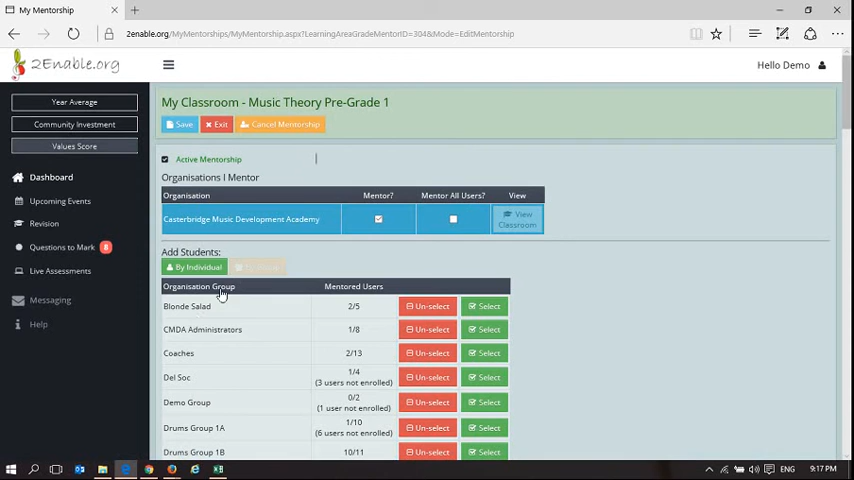 My Mentorships
2enable.org/MyMentorships/MyMembership.aspx?LearningAreaGradeMentorID=304&Mode=EditMentorship
2Enable.org
Hello Demo
Year Average
Community Investment
Values Score
Dashboard
Upcoming Events
Revision
Questions to Mark 8
Live Assessments
Messaging
Help
My Classroom - Music Theory Pre-Grade 1
Save Exit Cancel Mentorship
Active Mentorship
Organisations I Mentor
Organisation Mentor? Mentor All Users? View
Casterbridge Music Development Academy View
Classroom
Add Students:
By Individual
Organisation Group Mentored Users
Blonde Salad 2/5 Un-select Select
CMDA Administrators 1/8 Un-select Select
Coaches 2/13 Un-select Select
Del Soc 1/4 Un-select Select
(3 users not enrolled)
Demo Group 0/2 Un-select Select
(1 user not enrolled)
Drums Group 1A 1/10 Un-select Select
(6 users not enrolled)
Drums Group 1B 10/11 Un-select Select
ENG 9:17 PM